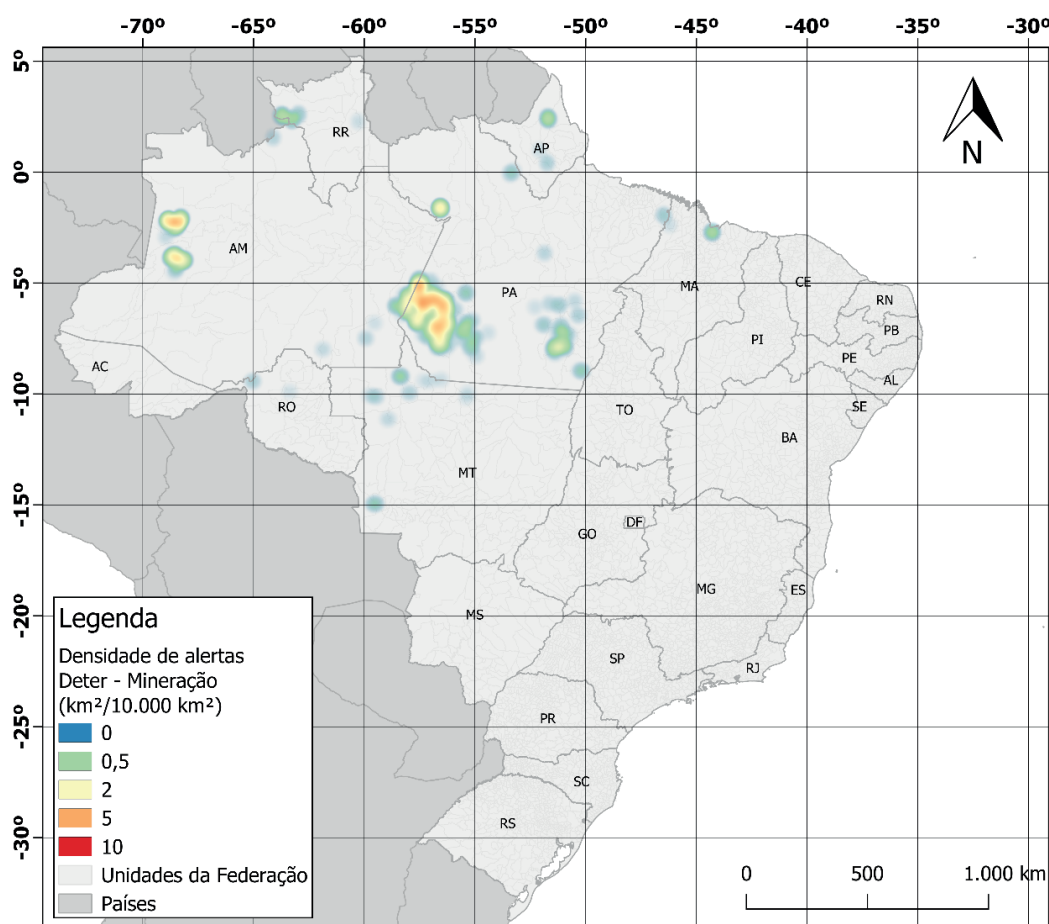 -70º -65º -60º -55º -50º -45º -40º -35º -30º
5º
0º
-5º
-10º
-15º
-20º
-25º
-30º
N
RR
AP
AM
PA
MA
CE
RN
PB
PI
PE
AC
AL
SE
RO
TO
BA
MT
DF
GO
MG
ES
MS
SP
RJ
PR
SC
RS
Legenda
Densidade de alertas
Deter - Mineração
(km²/10.000 km²)
0
0,5
2
5
10
Unidades da Federação
Países
0 500 1.000 km